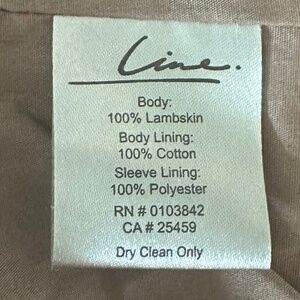 Line.
Body:
100% Lambskin
Body Lining:
100% Cotton
Sleeve Lining:
100% Polyester
RN # 0103842
CA # 25459
Dry Clean Only